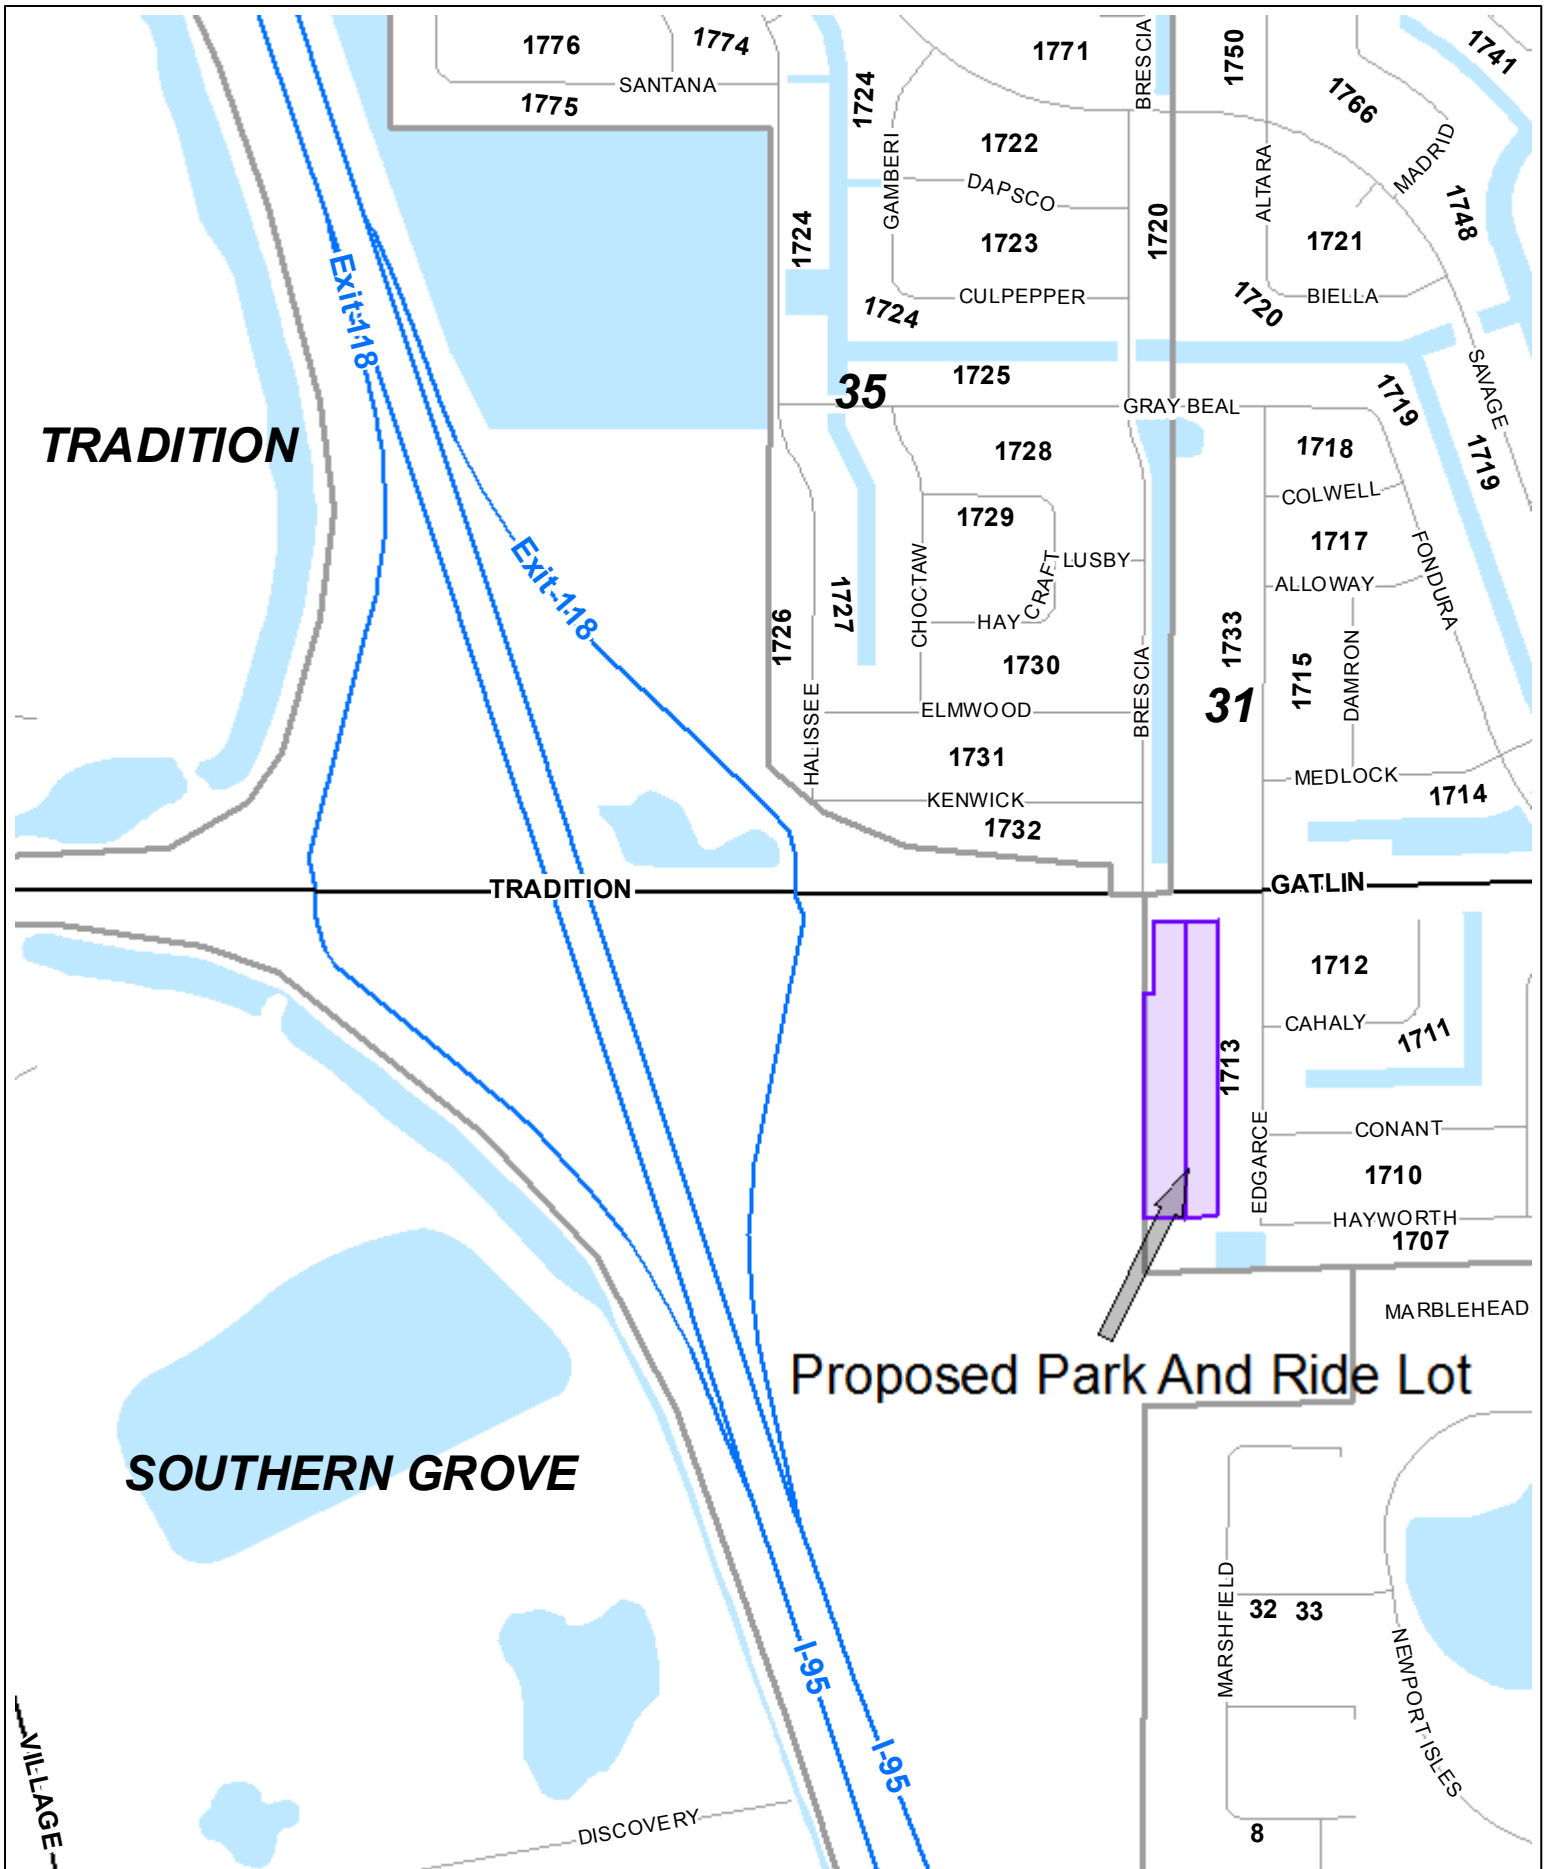 1776
1774
1771
BRESCIA
1750
1741
SANTANA
1775
1724
1766
1722
GAMBERI
DAPSCO
ALTARA
MADRID
1724
1723
1720
1721
1748
Exit-118
CULPEPPER
1724
1720
BIELLA
35
1725
GRAY BEAL
SAVAGE
1719
TRADITION
1728
1718
1719
COLWELL
1729
1717
Exit-118
CHOCTAW
CRAFT
LUSBY
ALLOWAY
FONDURA
1726
1727
HAY
1733
1730
1715
DAMRON
HALISSEE
ELMWOOD
BRESCIA
31
1731
MEDLOCK
KENWICK
1714
1732
TRADITION
GATLIN
1712
CAHALY
1711
1713
EDGARCE
CONANT
1710
HAYWORTH
1707
MARBLEHEAD
Proposed Park And Ride Lot
SOUTHERN GROVE
MARSHFIELD
32
33
NEWPORT ISLES
I-95
I-95
VILLAGE
DISCOVERY
8